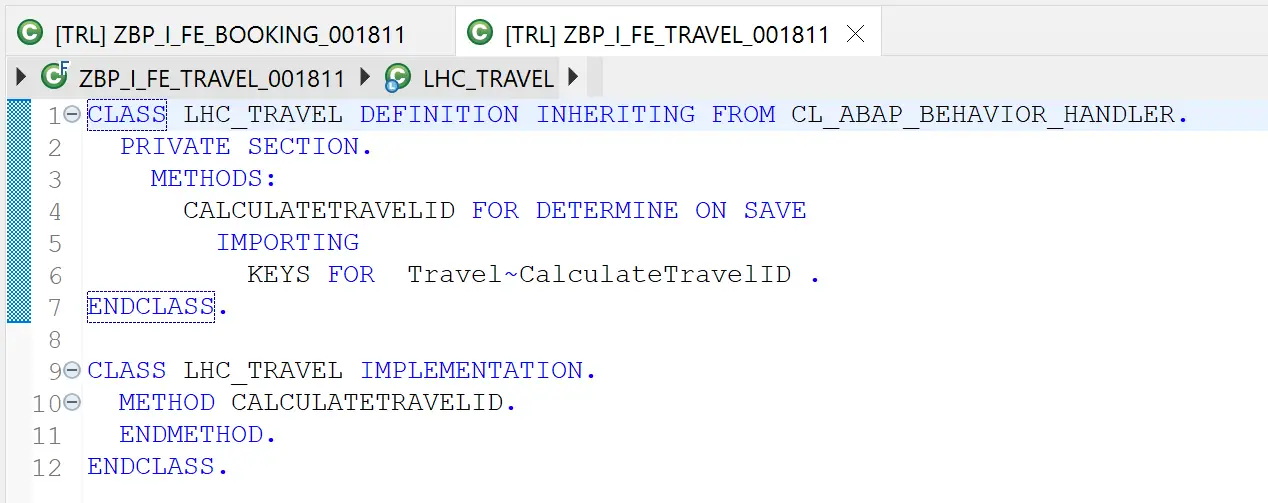 [TRL] ZBP_I_FE_BOOKING_001811 [TRL] ZBP_I_FE_TRAVEL_001811
ZBP_I_FE_TRAVEL_001811 LHC_TRAVEL
1 CLASS LHC_TRAVEL DEFINITION INHERITING FROM CL_ABAP_BEHAVIOR_HANDLER.
2 PRIVATE SECTION.
3 METHODS:
4 CALCULATETRAVELID FOR DETERMINE ON SAVE
5 IMPORTING
6 KEYS FOR  Travel~CalculateTravelID .
7 ENDCLASS.
8
9 CLASS LHC_TRAVEL IMPLEMENTATION.
10 METHOD CALCULATETRAVELID.
11 ENDMETHOD.
12 ENDCLASS.